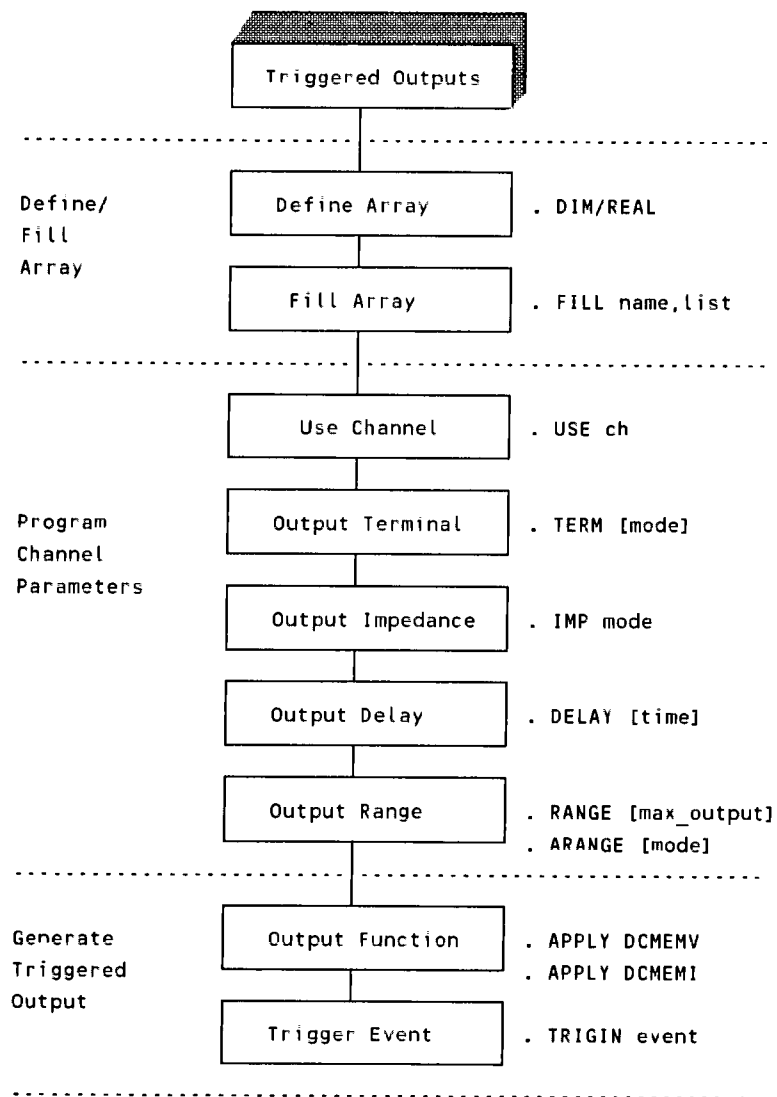 Triggered Outputs
Define/
Fill
Array
Define Array
. DIM/REAL
Fill Array
. FILL name,list
Program
Channel
Parameters
Use Channel
. USE ch
Output Terminal
. TERM [mode]
Output Impedance
. IMP mode
Output Delay
. DELAY [time]
Output Range
. RANGE [max_output]
. ARANGE [mode]
Generate
Triggered
Output
Output Function
. APPLY DCMEMV
. APPLY DCMEMI
Trigger Event
. TRIGIN event